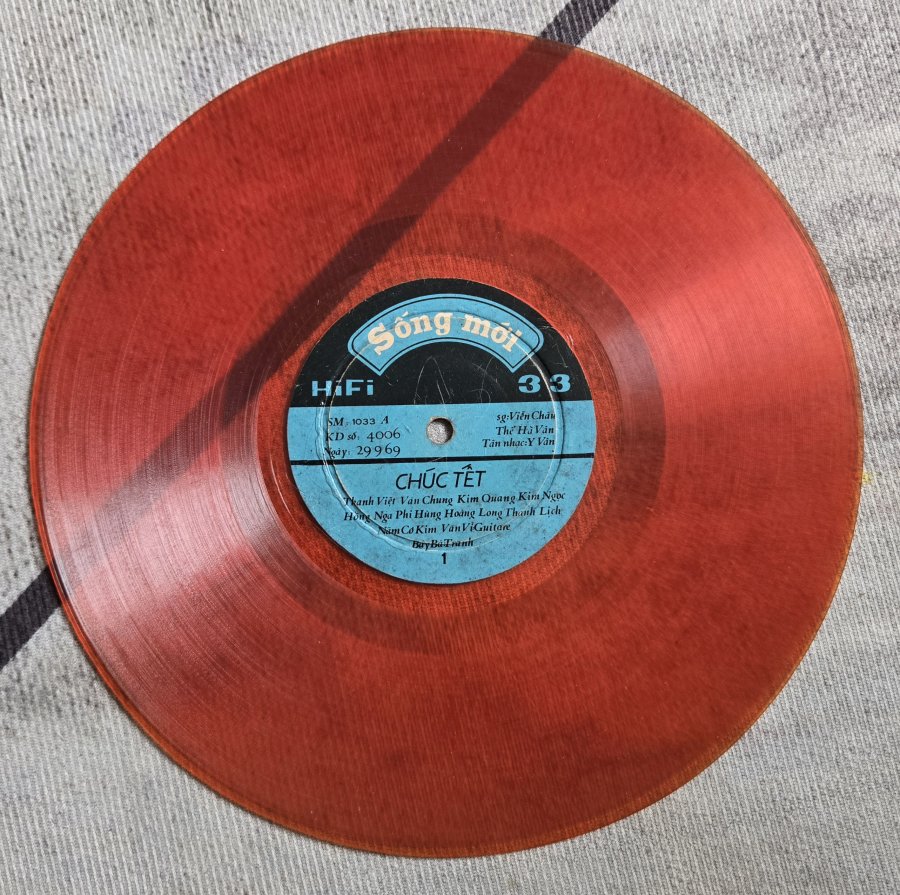 Sống mới
HiFi 33
SM: 1033 A
KD số: 4006
Ngày: 29969
sg: Viễn Châu
Thể Hà Vân
Tân nhạc: Y Vân
CHÚC TẾT
Thanh Việt Văn Chung Kim Quang Kim Ngọc
Hồng Nga Phi Hùng Hoàng Long Thanh Lịch
Năm Cơ Kim Văn Vĩ Guitare
Bảy Bá Tranh
1